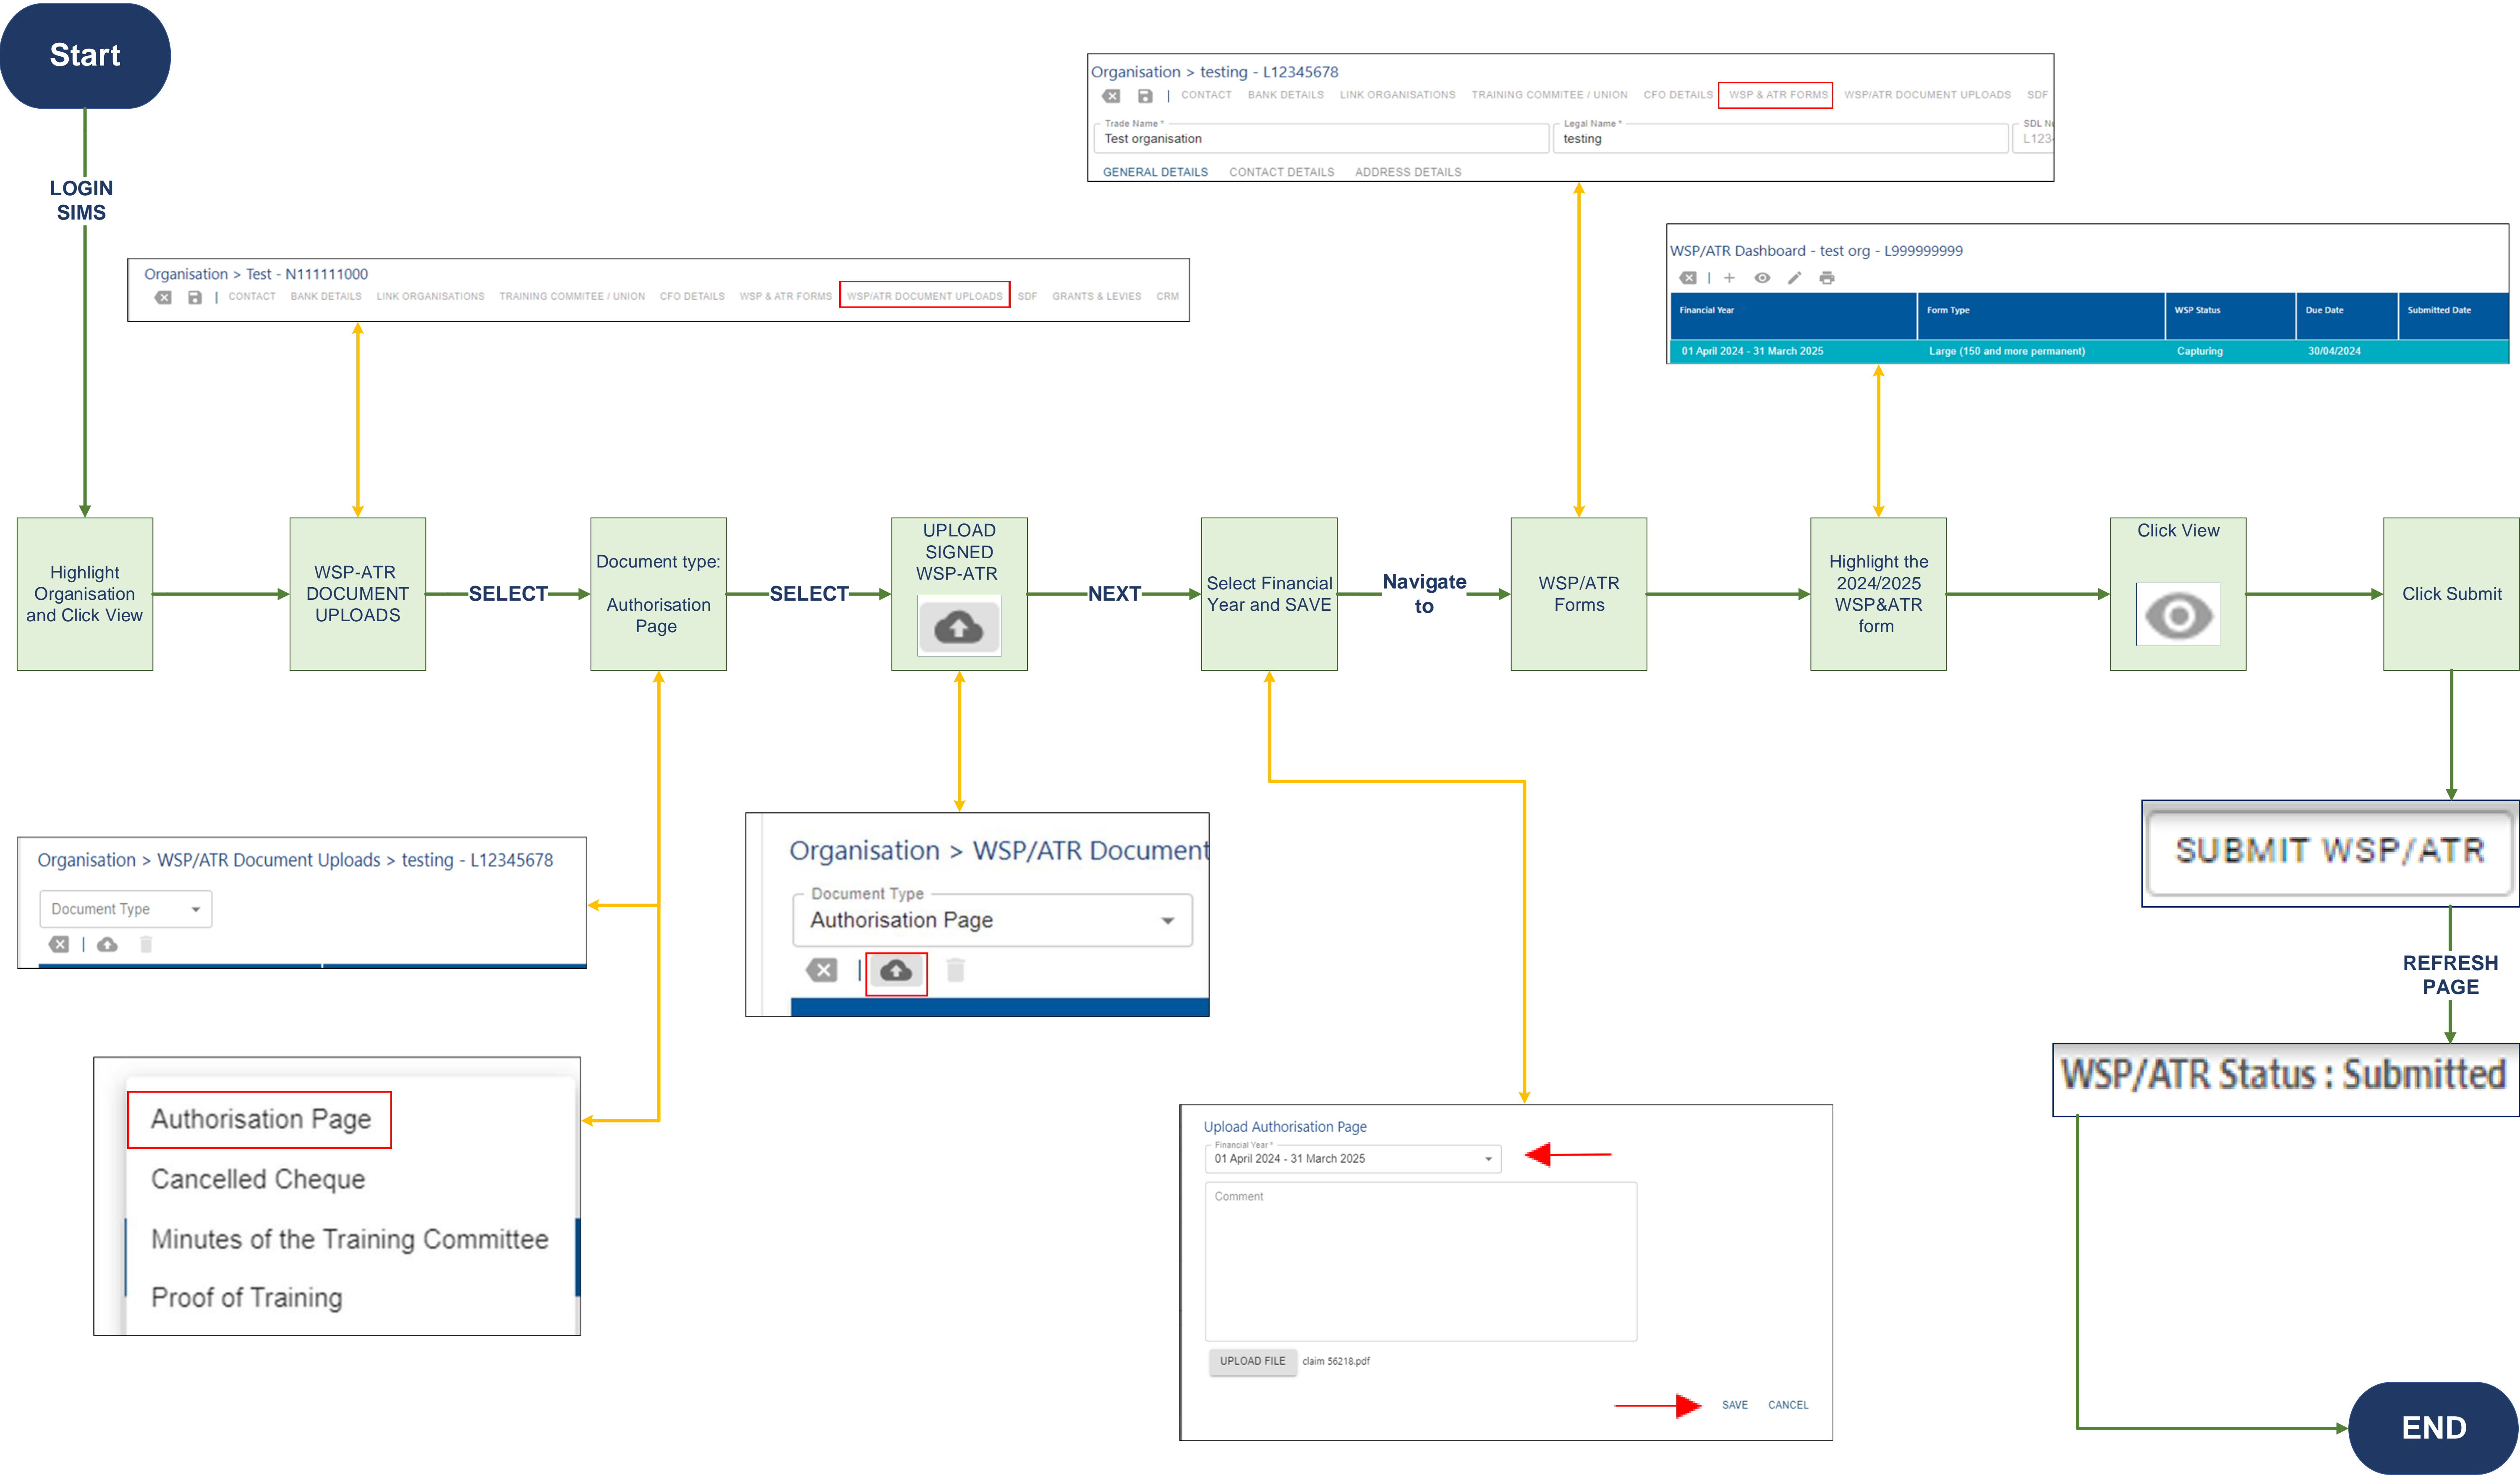 Start
LOGIN
SIMS
Organisation > testing - L12345678
| CONTACT BANK DETAILS LINK ORGANISATIONS TRAINING COMMITEE / UNION CFO DETAILS WSP & ATR FORMS WSP/ATR DOCUMENT UPLOADS SDF
Trade Name * Legal Name * SDL
Test organisation testing L123
GENERAL DETAILS CONTACT DETAILS ADDRESS DETAILS
Organisation > Test - N111111000
| CONTACT BANK DETAILS LINK ORGANISATIONS TRAINING COMMITEE / UNION CFO DETAILS WSP & ATR FORMS WSP/ATR DOCUMENT UPLOADS SDF GRANTS & LEVIES CRM
WSP/ATR Dashboard - test org - L999999999
Financial Year Form Type WSP Status Due Date Submitted Date
01 April 2024 - 31 March 2025 Large (150 and more permanent) Capturing 30/04/2024
Highlight
Organisation
and Click View
WSP-ATR
DOCUMENT
UPLOADS
SELECT
Document type:
Authorisation
Page
SELECT
UPLOAD
SIGNED
WSP-ATR
NEXT
Select Financial
Year and SAVE
Navigate
to
WSP/ATR
Forms
Highlight the
2024/2025
WSP&ATR
form
Click View
Click Submit
Organisation > WSP/ATR Document Uploads > testing - L12345678
Document Type
Organisation > WSP/ATR Document
Document Type
Authorisation Page
SUBMIT WSP/ATR
REFRESH
PAGE
WSP/ATR Status : Submitted
Authorisation Page
Cancelled Cheque
Minutes of the Training Committee
Proof of Training
Upload Authorisation Page
Financial Year *
01 April 2024 - 31 March 2025
Comment
UPLOAD FILE claim 56218.pdf
SAVE CANCEL
END